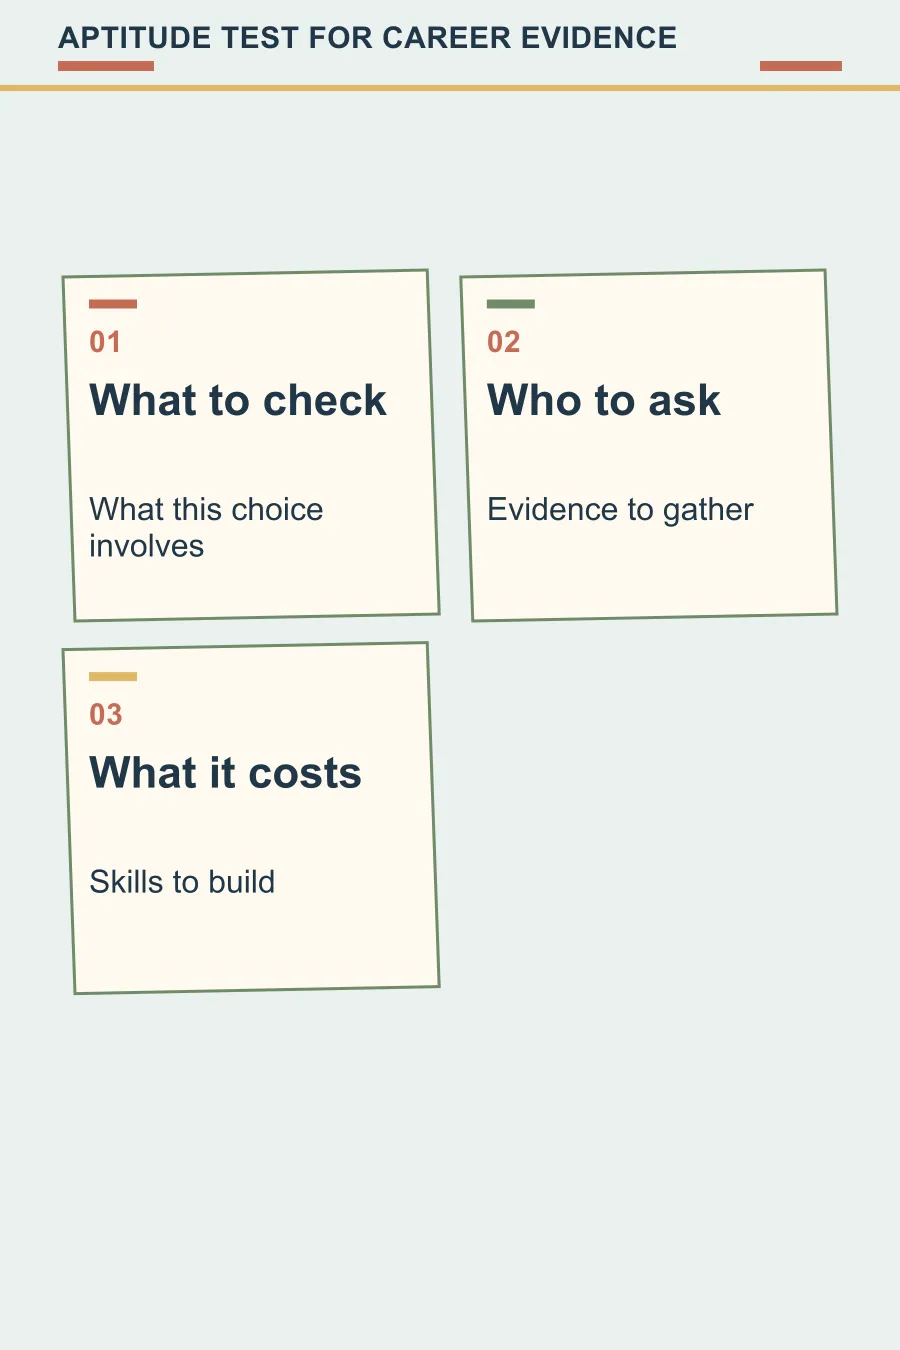 APTITUDE TEST FOR CAREER EVIDENCE
01
What to check
What this choice
involves
02
Who to ask
Evidence to gather
03
What it costs
Skills to build